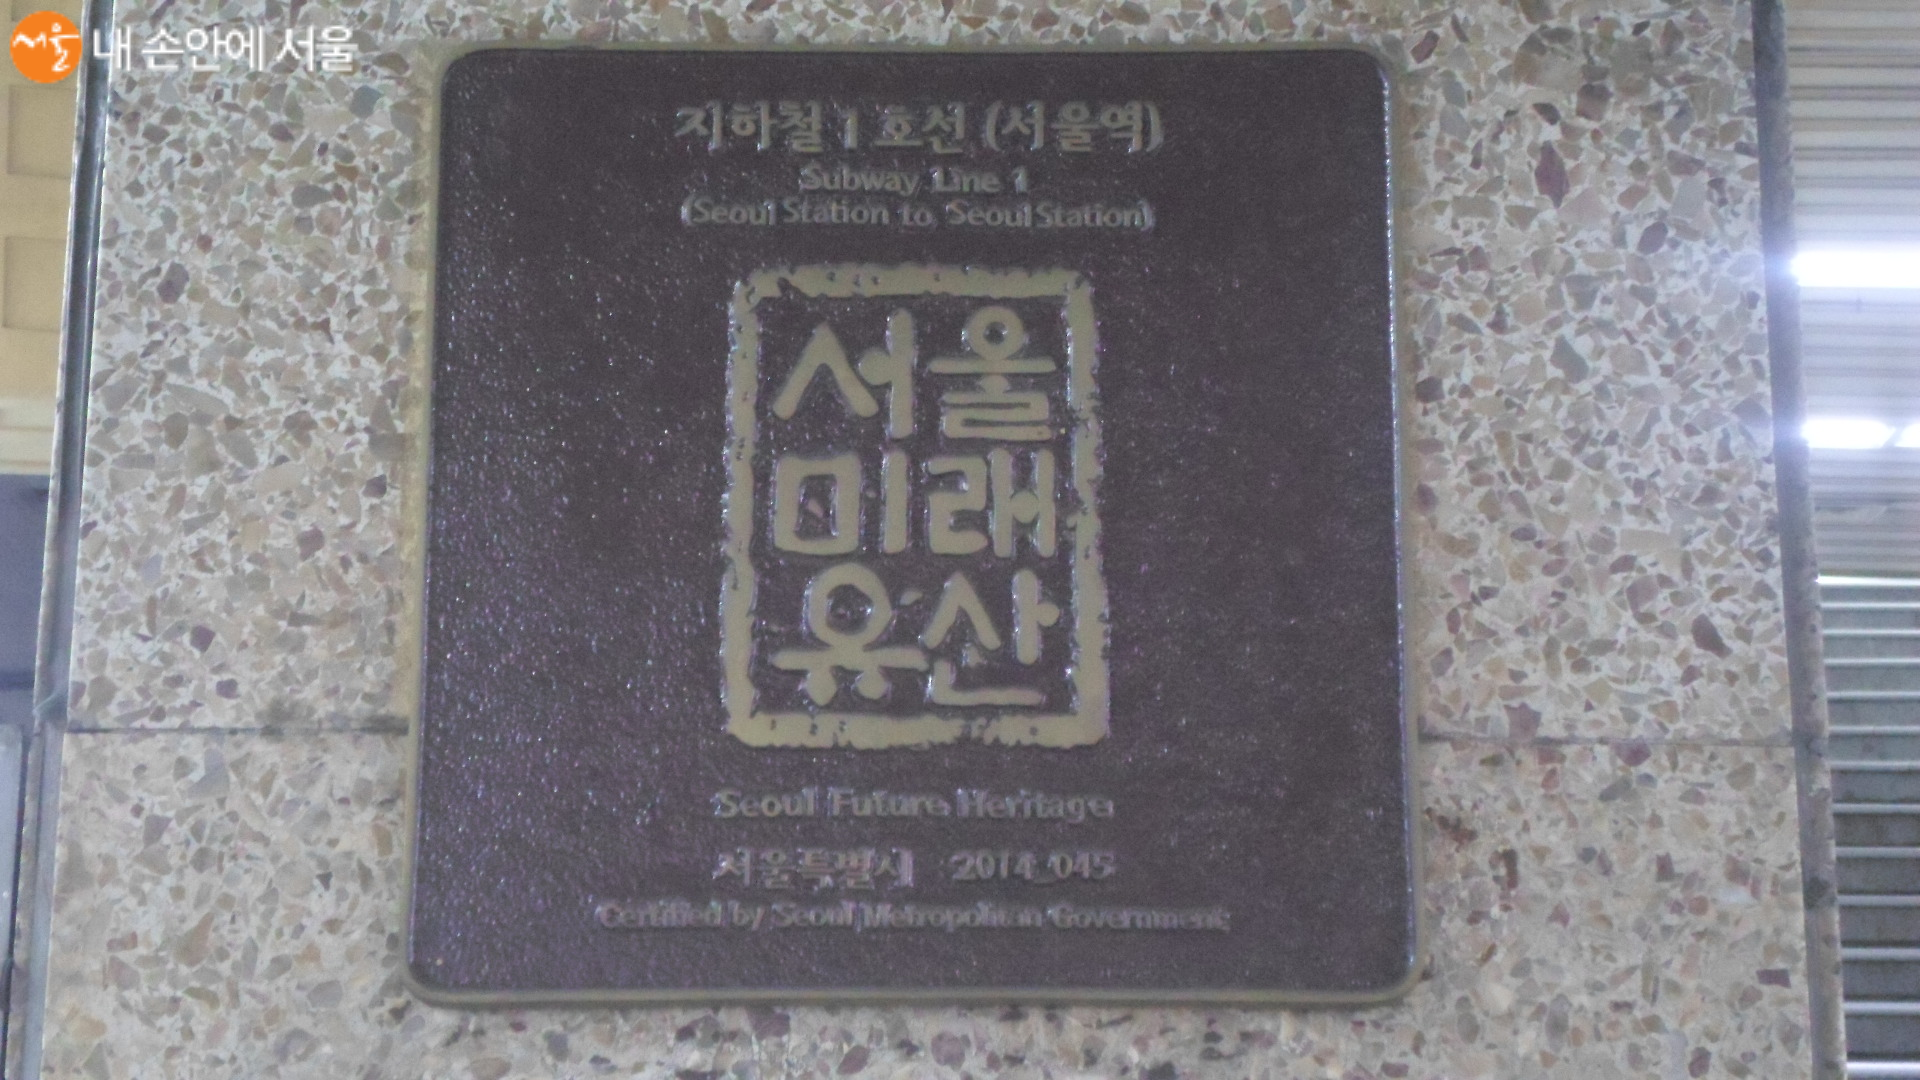 서울 내 손안에 서울
지하철 1호선 (서울역)
Subway Line 1
(Seoul Station to Seoul Station)
서울
미래
유산
Seoul Future Heritage
서울특별시 2014_045
Certified by Seoul Metropolitan Government